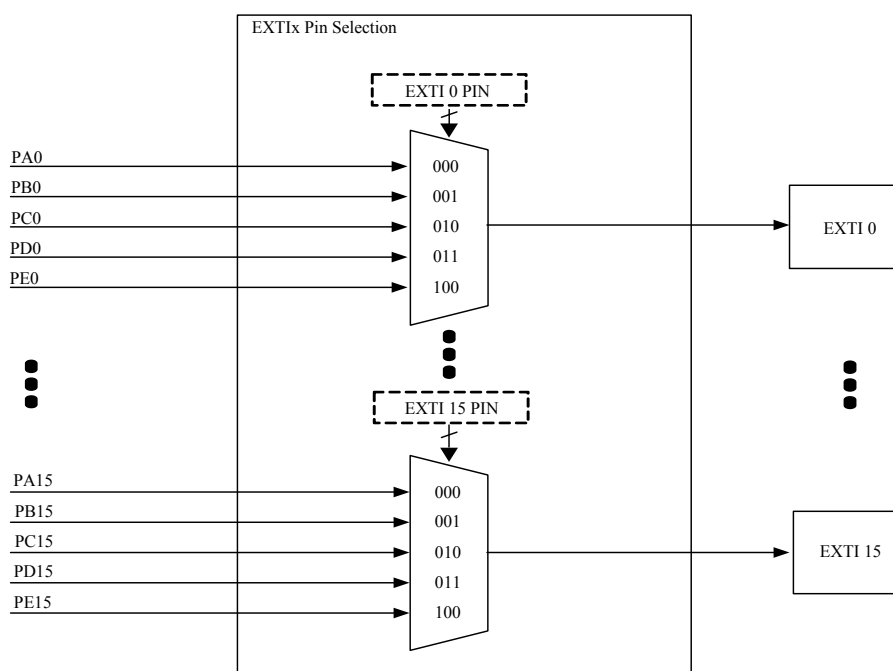 EXTIx Pin Selection
EXTI 0 PIN
PA0
000
PB0
001
PC0
010
EXTI 0
PD0
011
PE0
100
EXTI 15 PIN
PA15
000
PB15
001
PC15
010
EXTI 15
PD15
011
PE15
100